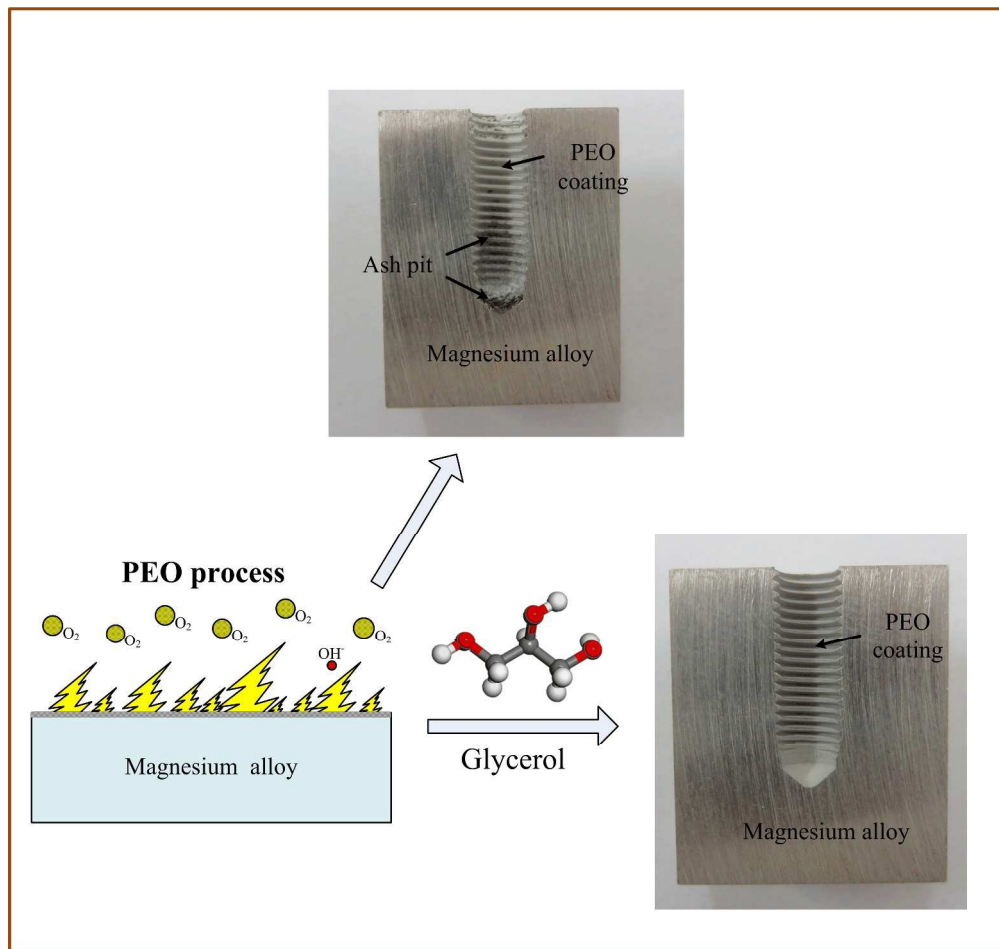 PEO
coating
Ash pit
Magnesium alloy
PEO process
O₂
O₂
O₂
O₂
O₂
O₂
OH⁻
Magnesium alloy
Glycerol
PEO
coating
Magnesium alloy